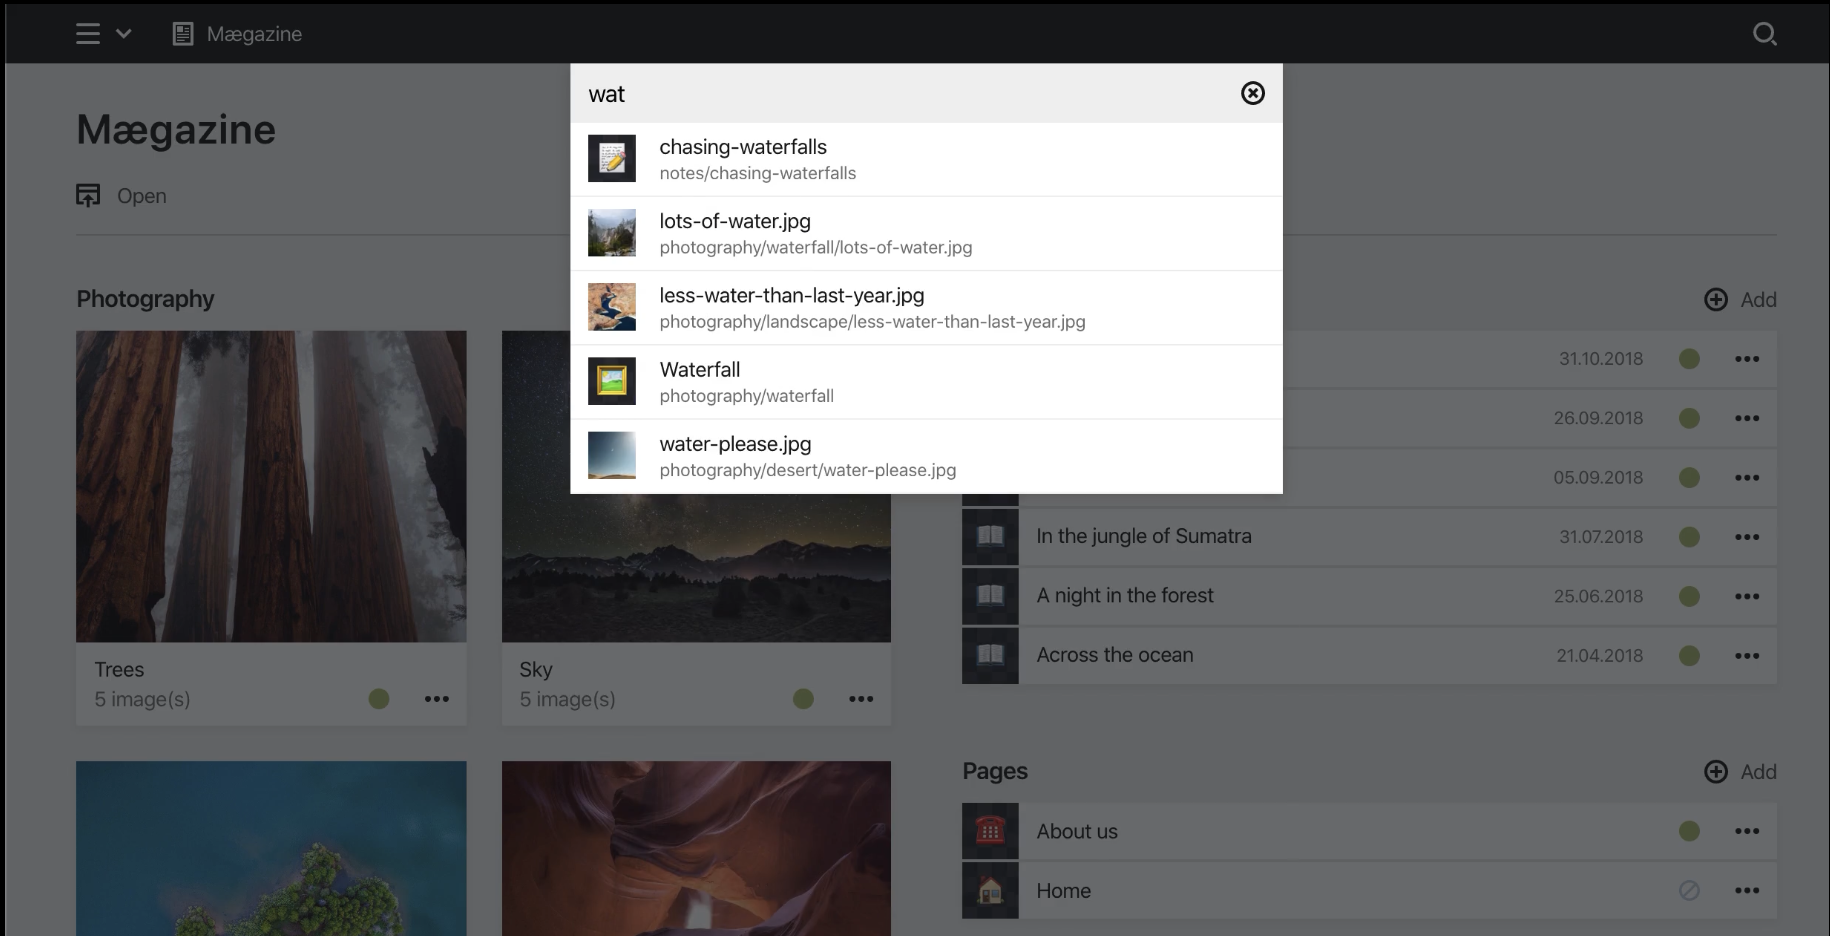 Mægazine
wat
chasing-waterfalls
notes/chasing-waterfalls
lots-of-water.jpg
photography/waterfall/lots-of-water.jpg
less-water-than-last-year.jpg
photography/landscape/less-water-than-last-year.jpg
Waterfall
photography/waterfall
water-please.jpg
photography/desert/water-please.jpg
Mægazine
Open
Photography
Trees
5 image(s)
Sky
5 image(s)
Add
31.10.2018
26.09.2018
05.09.2018
In the jungle of Sumatra 31.07.2018
A night in the forest 25.06.2018
Across the ocean 21.04.2018
Pages Add
About us
Home